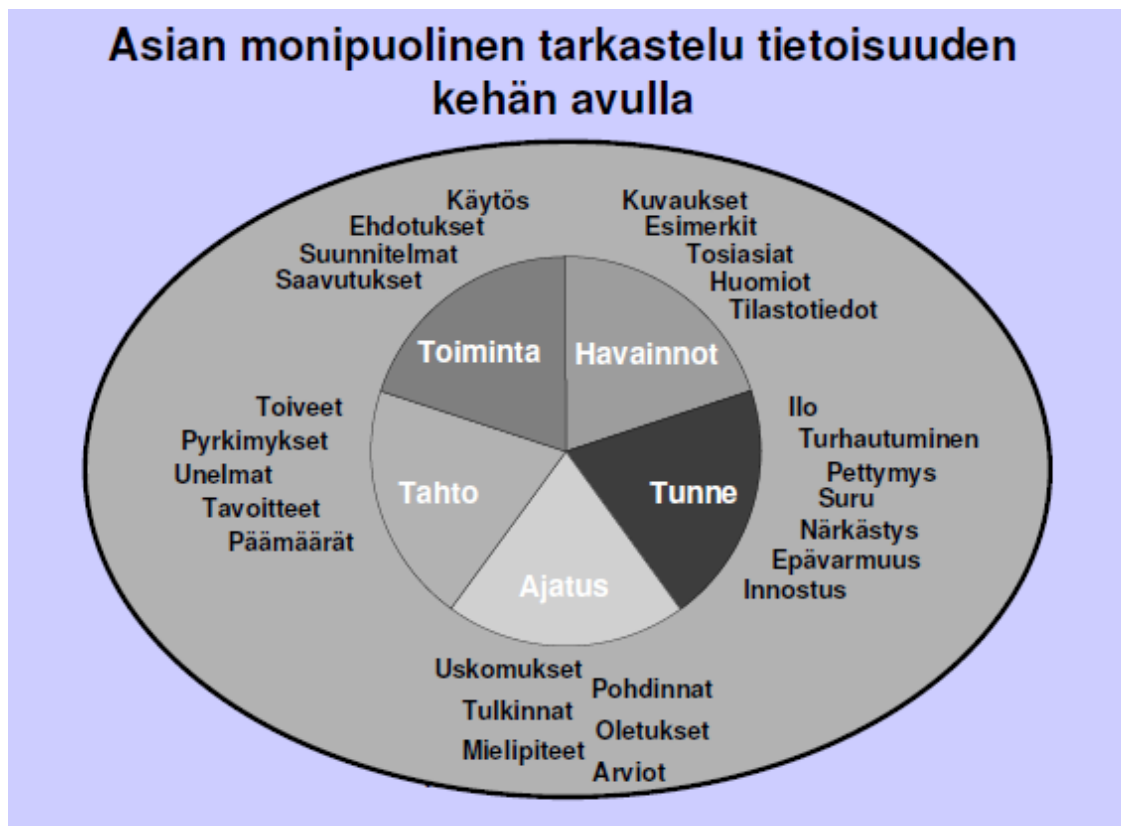 Asian monipuolinen tarkastelu tietoisuuden
kehän avulla
Käytös
Ehdotukset
Suunnitelmat
Saavutukset
Kuvaukset
Esimerkit
Tosiasiat
Huomiot
Tilastotiedot
Toiminta
Havainnot
Toiveet
Pyrkimykset
Unelmat
Tavoitteet
Päämäärät
Tahto
Tunne
Ilo
Turhautuminen
Pettymys
Suru
Närkästys
Epävarmuus
Innostus
Ajatus
Uskomukset
Tulkinnat
Mielipiteet
Pohdinnat
Oletukset
Arviot